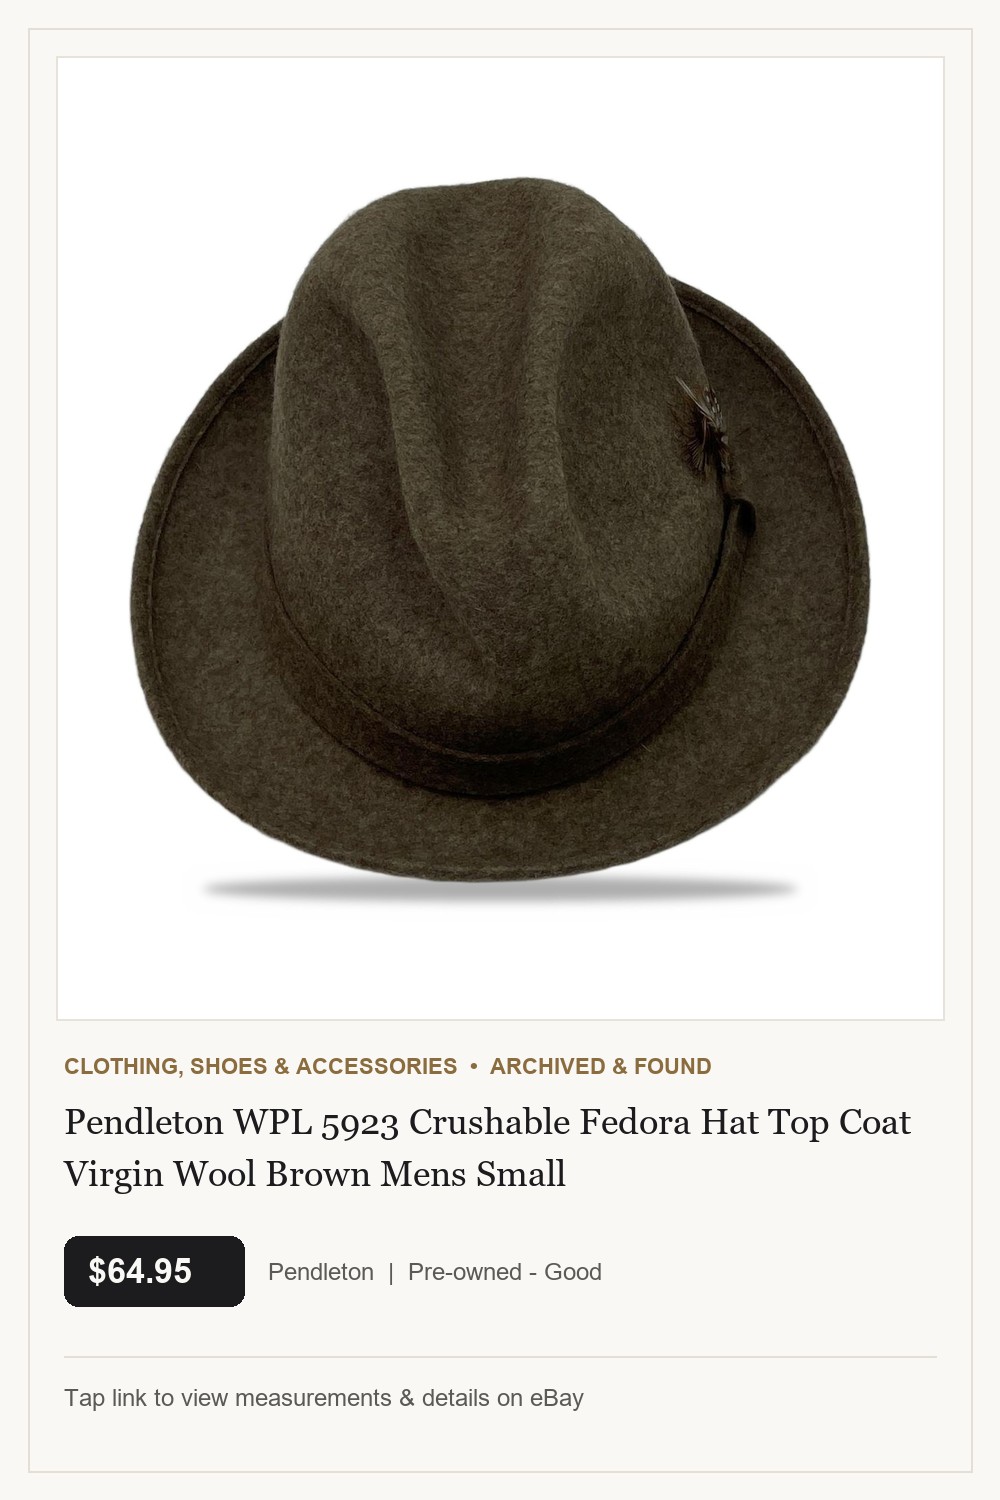 CLOTHING, SHOES & ACCESSORIES • ARCHIVED & FOUND
Pendleton WPL 5923 Crushable Fedora Hat Top Coat
Virgin Wool Brown Mens Small
$64.95
Pendleton | Pre-owned - Good
Tap link to view measurements & details on eBay